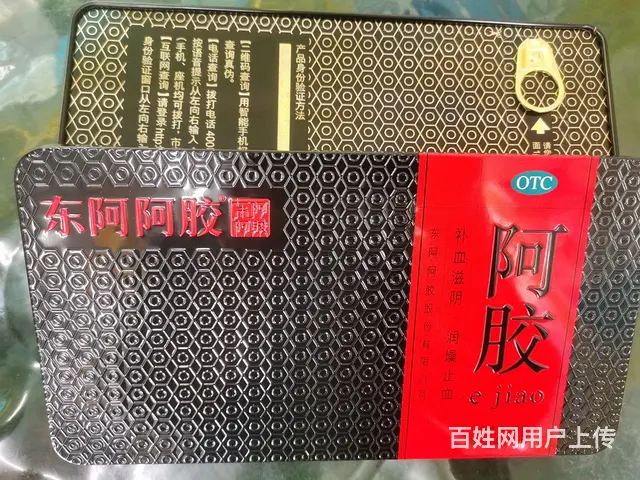 产品身份验证方法
【二维码查询】用智能手机
查询真伪。
【电话查询】拨打电话400
按语音提示从左向右输入
(手机、座机均可拨打,市
【互联网查询】请登录http
身份验证窗口从左向右输
东阿阿胶
东阿
阿胶
OTC
阿胶
e jiao
补血滋阴 润燥止血
东阿阿胶股份有限公司
百姓网用户上传